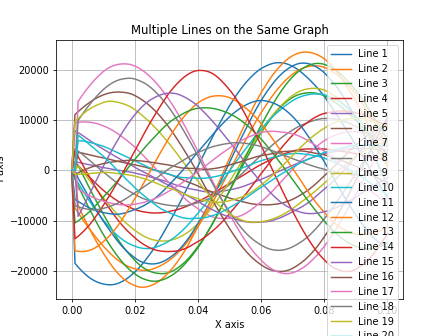 Multiple Lines on the Same Graph
20000
10000
0
−10000
−20000
axis
0.00
0.02
0.04
0.06
X axis
Line 1
Line 2
Line 3
Line 4
Line 5
Line 6
Line 7
Line 8
Line 9
Line 10
Line 11
Line 12
Line 13
Line 14
Line 15
Line 16
Line 17
Line 18
Line 19
Line 20